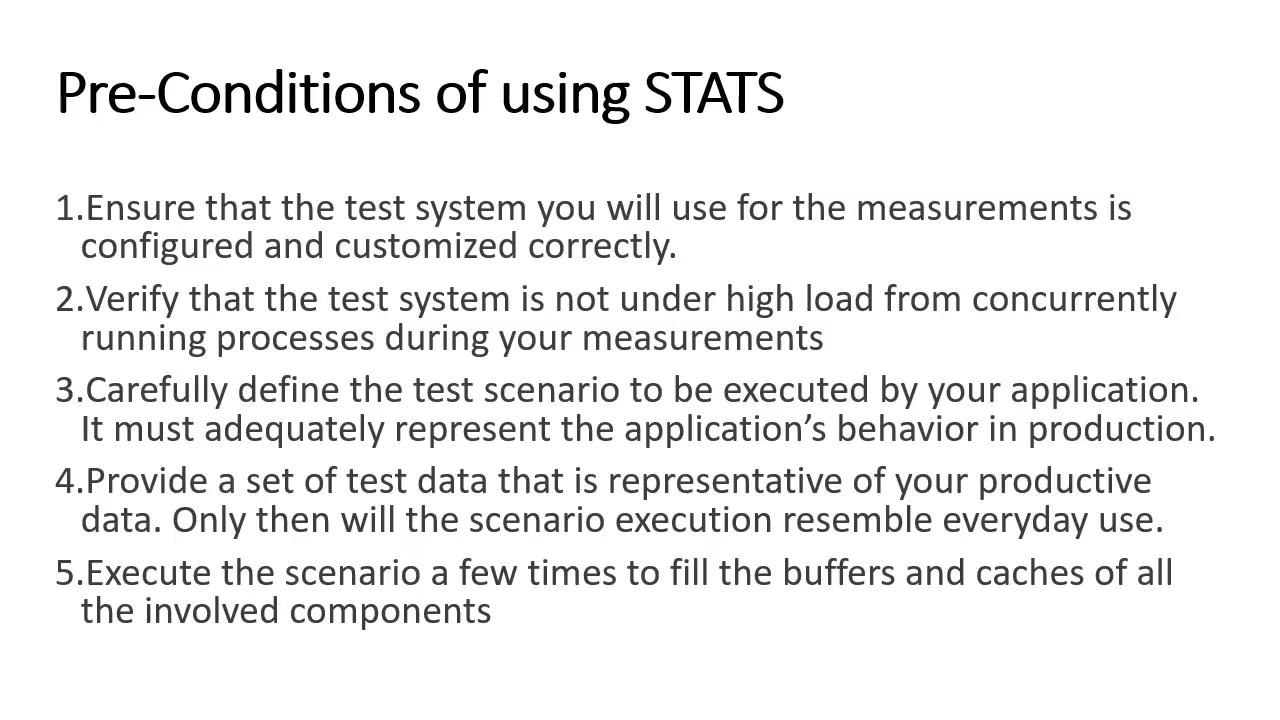 Pre-Conditions of using STATS
1.Ensure that the test system you will use for the measurements is
configured and customized correctly.
2.Verify that the test system is not under high load from concurrently
running processes during your measurements
3.Carefully define the test scenario to be executed by your application.
It must adequately represent the application’s behavior in production.
4.Provide a set of test data that is representative of your productive
data. Only then will the scenario execution resemble everyday use.
5.Execute the scenario a few times to fill the buffers and caches of all
the involved components